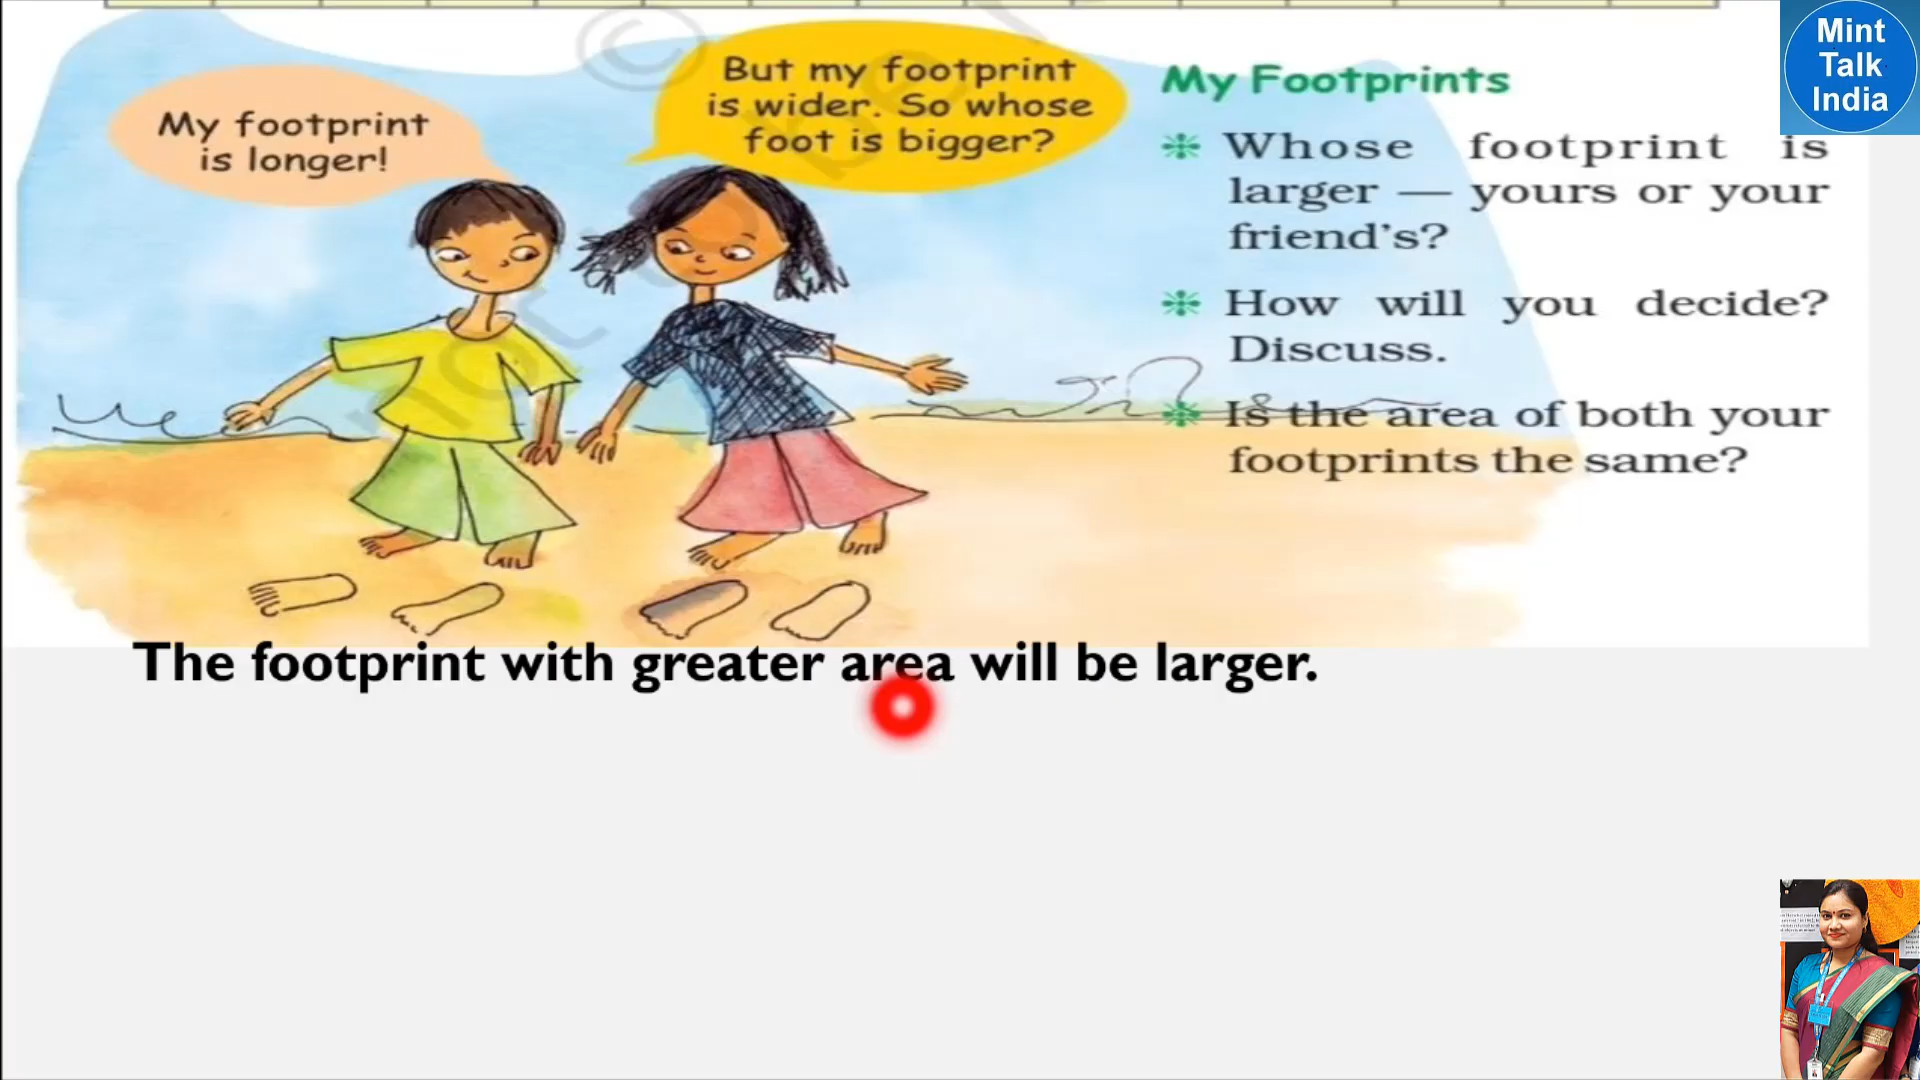 My footprint
is longer!
But my footprint
is wider. So whose
foot is bigger?
My Footprints
Whose footprint is
larger — yours or your
friend's?
How will you decide?
Discuss.
Is the area of both your
footprints the same?
The footprint with greater area will be larger.
Mint
Talk
India